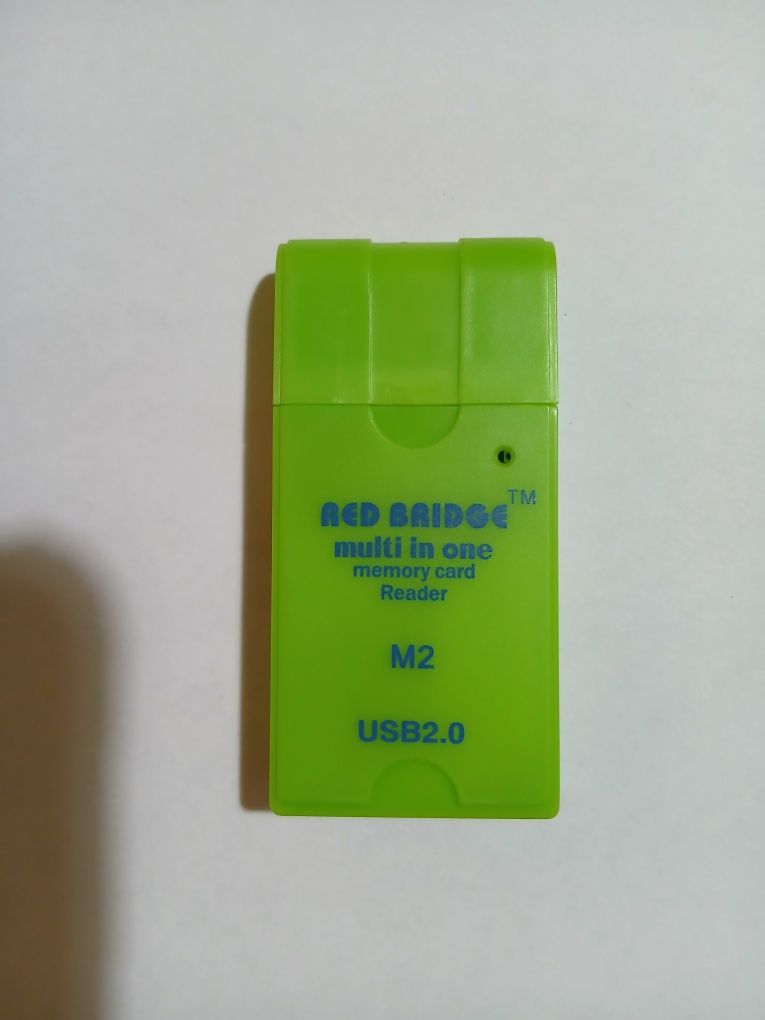 RED BRIDGE™
multi in one
memory card
Reader
M2
USB2.0